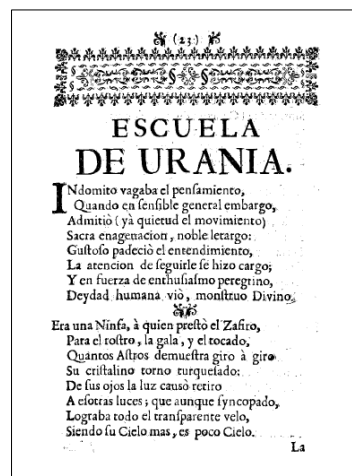 (23)
ESCUELA
DE URANIA.
INdomito vagaba el pensamiento,
Quando en sensible general embargo,
Admitiò (yà quietud el movimiento)
Sacra enagenacion, noble letargo:
Gustoso padeciò el entendimiento,
La atencion de seguirle se hizo cargo;
Y en fuerza de enthusiasmo peregrino,
Deydad humana viò, monstruo Divino.
Era una Ninfa, à quien prestò el Zafiro,
Para el rostro, la gala, y el tocado,
Quantos Astros demuestra giro à giro
Su cristalino torno turquesado:
De sus ojos la luz causò retiro
A esotras luces; que aunque syncopado,
Lograba todo el transparente velo,
Siendo su Cielo mas, es poco Cielo.
La